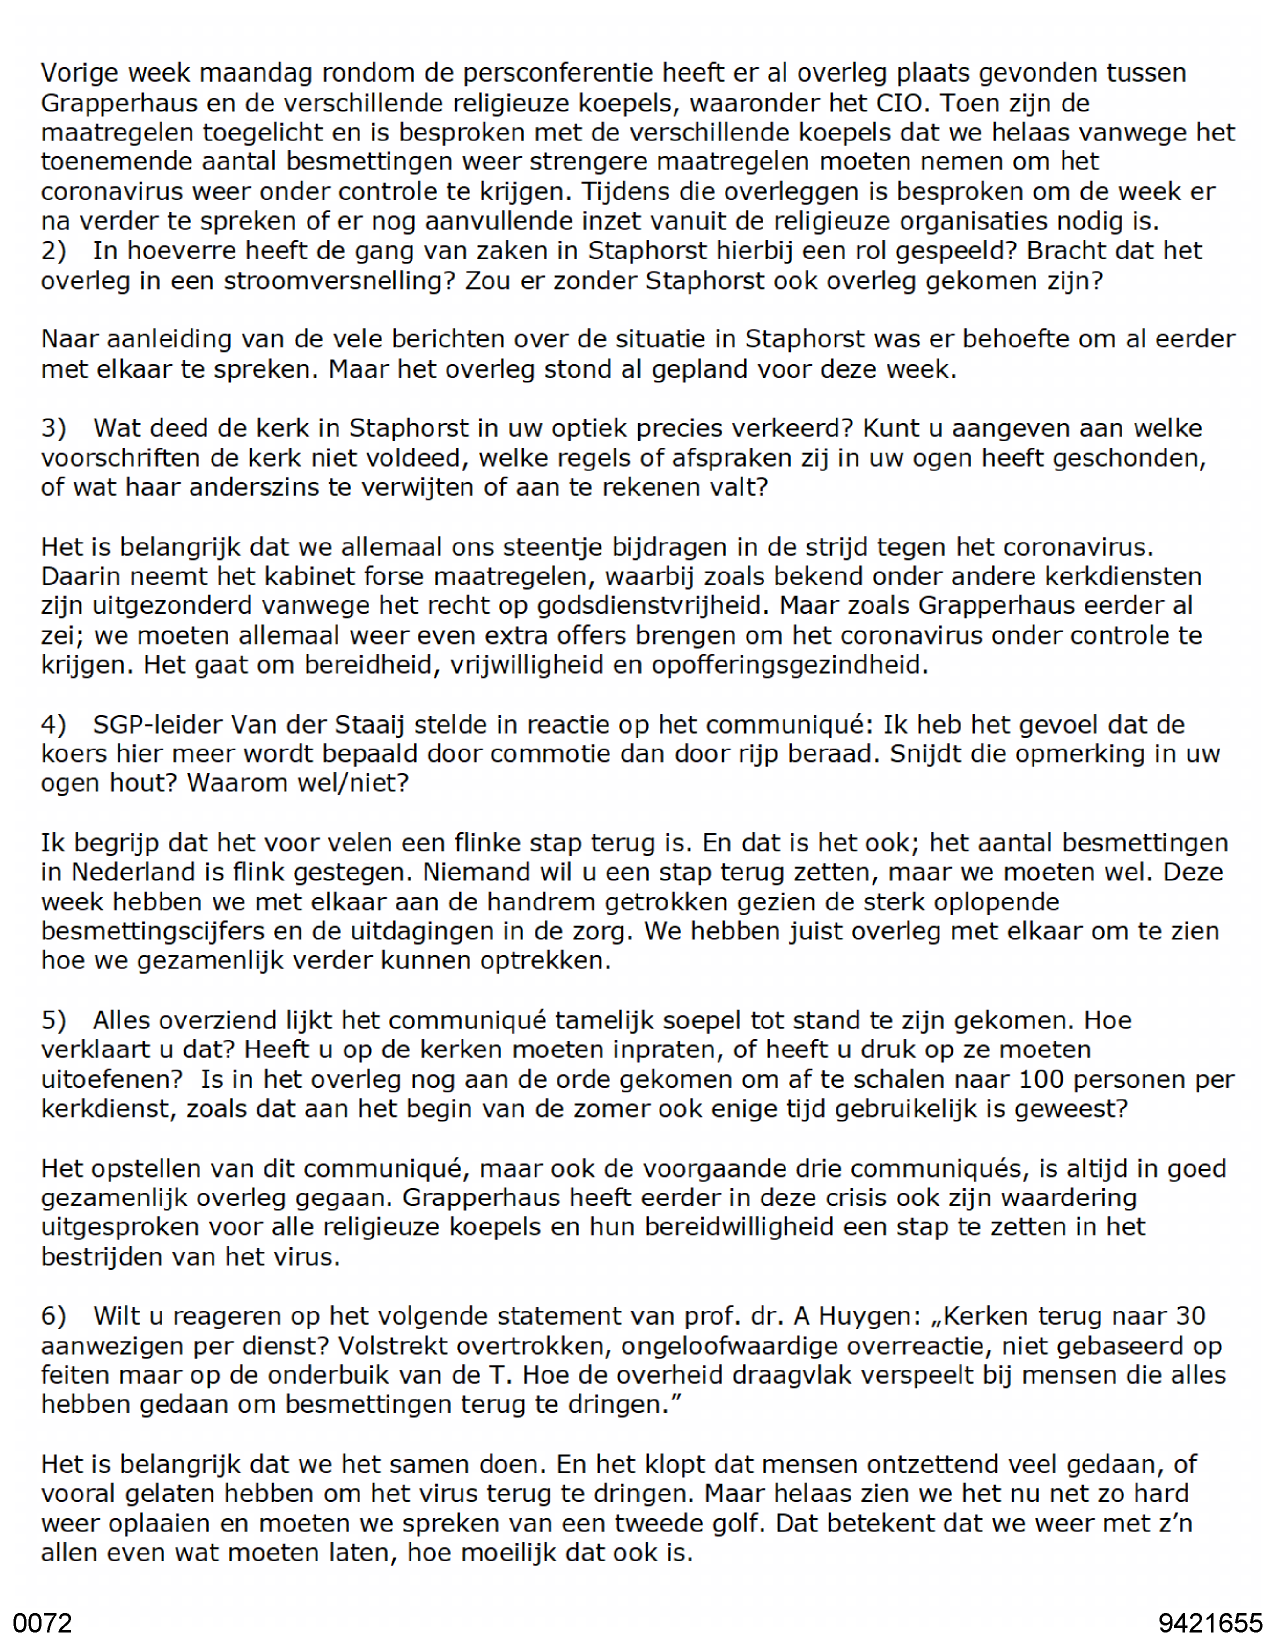 Vorige week maandag rondom de persconferentie heeft er al overleg plaats gevonden tussen
Grapperhaus en de verschillende religieuze koepels, waaronder het CIO. Toen zijn de
maatregelen toegelicht en is besproken met de verschillende koepels dat we helaas vanwege het
toenemende aantal besmettingen weer strengere maatregelen moeten nemen om het
coronavirus weer onder controle te krijgen. Tijdens die overleggen is besproken om de week er
na verder te spreken of er nog aanvullende inzet vanuit de religieuze organisaties nodig is.
2) In hoeverre heeft de gang van zaken in Staphorst hierbij een rol gespeeld? Bracht dat het
overleg in een stroomversnelling? Zou er zonder Staphorst ook overleg gekomen zijn?
Naar aanleiding van de vele berichten over de situatie in Staphorst was er behoefte om al eerder
met elkaar te spreken. Maar het overleg stond al gepland voor deze week.
3) Wat deed de kerk in Staphorst in uw optiek precies verkeerd? Kunt u aangeven aan welke
voorschriften de kerk niet voldeed, welke regels of afspraken zij in uw ogen heeft geschonden,
of wat haar anderszins te verwijten of aan te rekenen valt?
Het is belangrijk dat we allemaal ons steentje bijdragen in de strijd tegen het coronavirus.
Daarin neemt het kabinet forse maatregelen, waarbij zoals bekend onder andere kerkdiensten
zijn uitgezonderd vanwege het recht op godsdienstvrijheid. Maar zoals Grapperhaus eerder al
zei; we moeten allemaal weer even extra offers brengen om het coronavirus onder controle te
krijgen. Het gaat om bereidheid, vrijwilligheid en opofferingsgezindheid.
4) SGP-leider Van der Staaij stelde in reactie op het communiqué: Ik heb het gevoel dat de
koers hier meer wordt bepaald door commotie dan door rijp beraad. Snijdt die opmerking in uw
ogen hout? Waarom wel/niet?
Ik begrijp dat het voor velen een flinke stap terug is. En dat is het ook; het aantal besmettingen
in Nederland is flink gestegen. Niemand wil u een stap terug zetten, maar we moeten wel. Deze
week hebben we met elkaar aan de handrem getrokken gezien de sterk oplopende
besmettingscijfers en de uitdagingen in de zorg. We hebben juist overleg met elkaar om te zien
hoe we gezamenlijk verder kunnen optrekken.
5) Alles overziend lijkt het communiqué tamelijk soepel tot stand te zijn gekomen. Hoe
verklaart u dat? Heeft u op de kerken moeten inpraten, of heeft u druk op ze moeten
uitoefenen?  Is in het overleg nog aan de orde gekomen om af te schalen naar 100 personen per
kerkdienst, zoals dat aan het begin van de zomer ook enige tijd gebruikelijk is geweest?
Het opstellen van dit communiqué, maar ook de voorgaande drie communiqués, is altijd in goed
gezamenlijk overleg gegaan. Grapperhaus heeft eerder in deze crisis ook zijn waardering
uitgesproken voor alle religieuze koepels en hun bereidwilligheid een stap te zetten in het
bestrijden van het virus.
6) Wilt u reageren op het volgende statement van prof. dr. A Huygen: „Kerken terug naar 30
aanwezigen per dienst? Volstrekt overtrokken, ongeloofwaardige overreactie, niet gebaseerd op
feiten maar op de onderbuik van de T. Hoe de overheid draagvlak verspeelt bij mensen die alles
hebben gedaan om besmettingen terug te dringen.”
Het is belangrijk dat we het samen doen. En het klopt dat mensen ontzettend veel gedaan, of
vooral gelaten hebben om het virus terug te dringen. Maar helaas zien we het nu net zo hard
weer oplaaien en moeten we spreken van een tweede golf. Dat betekent dat we weer met z’n
allen even wat moeten laten, hoe moeilijk dat ook is.
0072
9421655